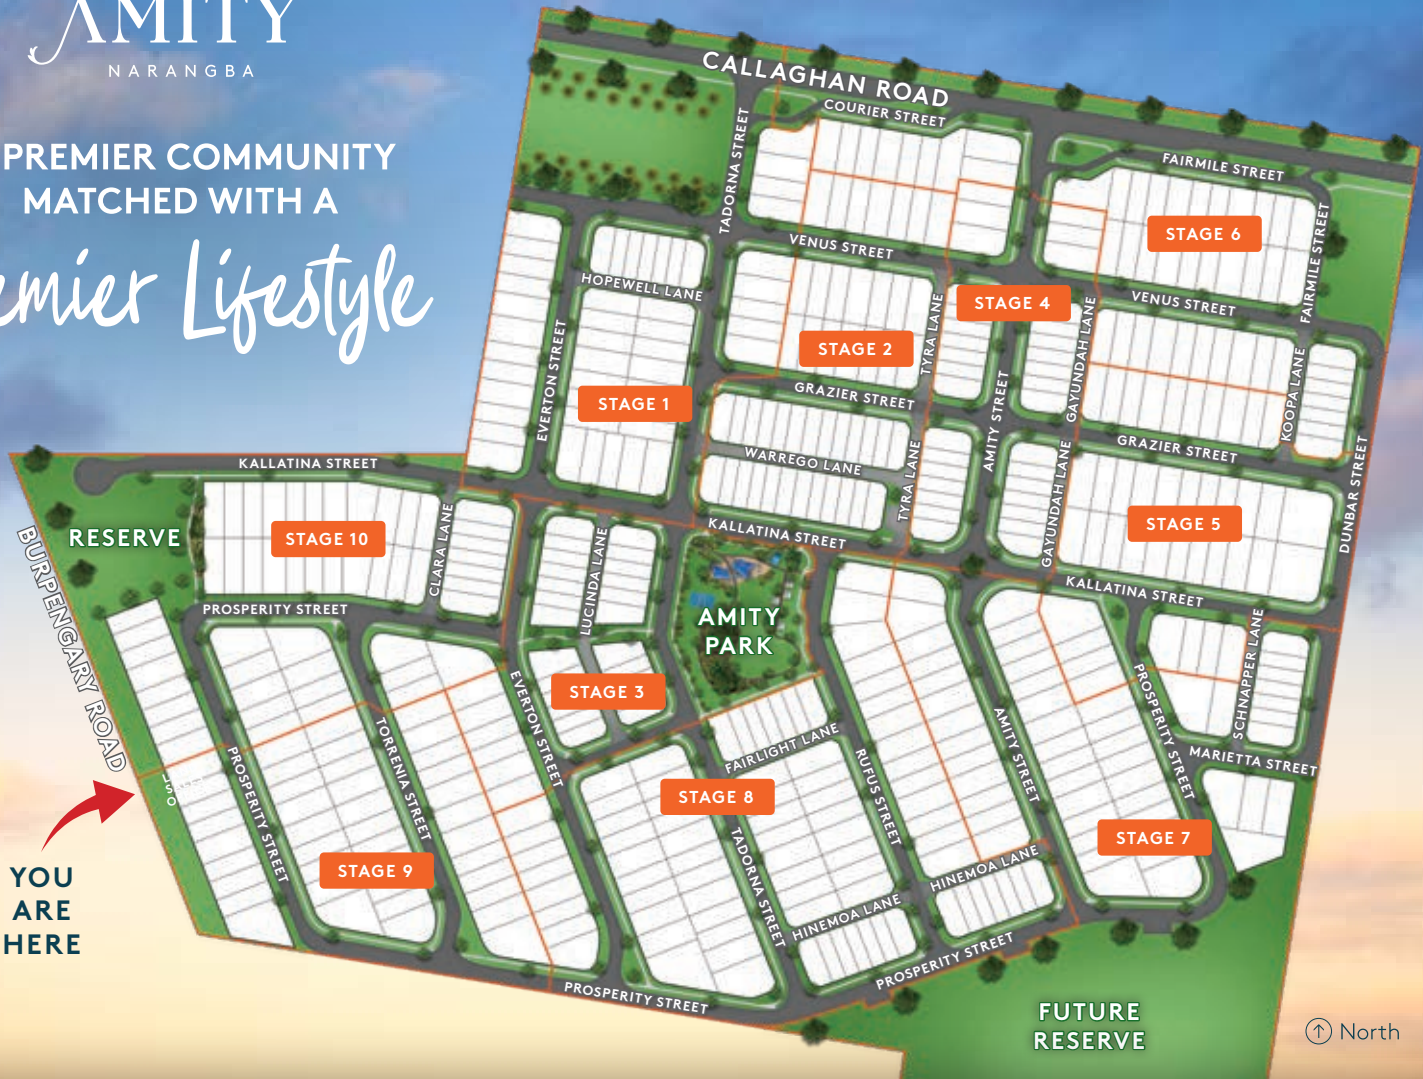 AMITY
NARANGBA
PREMIER COMMUNITY
MATCHED WITH A
emier Lifestyle
CALLAGHAN ROAD
COURIER STREET
FAIRMILE STREET
TADORNA STREET
FAIRMILE STREET
STAGE 6
VENUS STREET
HOPEWELL LANE
VENUS STREET
STAGE 4
TYRA LANE
GAYUNDAH LANE
STAGE 2
EVERTON STREET
KOOPA LANE
STAGE 1
GRAZIER STREET
AMITY STREET
GRAZIER STREET
WARREGO LANE
TYRA LANE
GAYUNDAH LANE
DUNBAR STREET
KALLATINA STREET
STAGE 5
KALLATINA STREET
RESERVE
STAGE 10
CLARA LANE
LUCINDA LANE
BURPENGARY ROAD
PROSPERITY STREET
AMITY
PARK
KALLATINA STREET
SCHNAPPER LANE
STAGE 3
EVERTON STREET
PROSPERITY STREET
AMITY STREET
MARIETTA STREET
FAIRLIGHT LANE
TORRENIA STREET
PROSPERITY STREET
RUFUS STREET
STAGE 8
STAGE 7
STAGE 9
TADORNA STREET
HINEMOA LANE
HINEMOA LANE
YOU
ARE
HERE
PROSPERITY STREET
PROSPERITY STREET
FUTURE
RESERVE
North